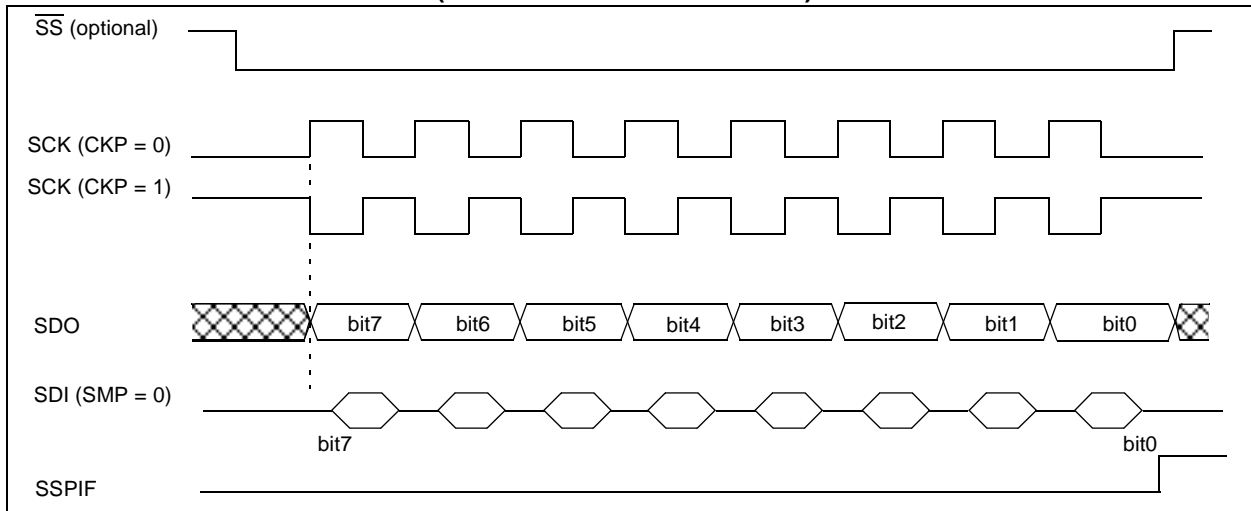 SS (optional)
SCK (CKP = 0)
SCK (CKP = 1)
SDO
bit7 bit6 bit5 bit4 bit3 bit2 bit1 bit0
SDI (SMP = 0)
bit7 bit0
SSPIF